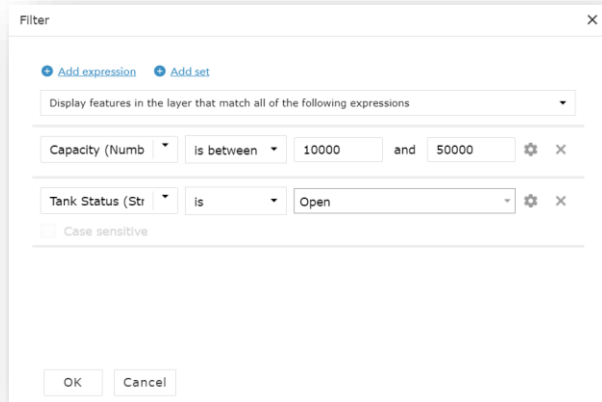 Filter
Add expression Add set
Display features in the layer that match all of the following expressions
Capacity (Numb is between 10000 and 50000
Tank Status (Str is Open
Case sensitive
OK Cancel